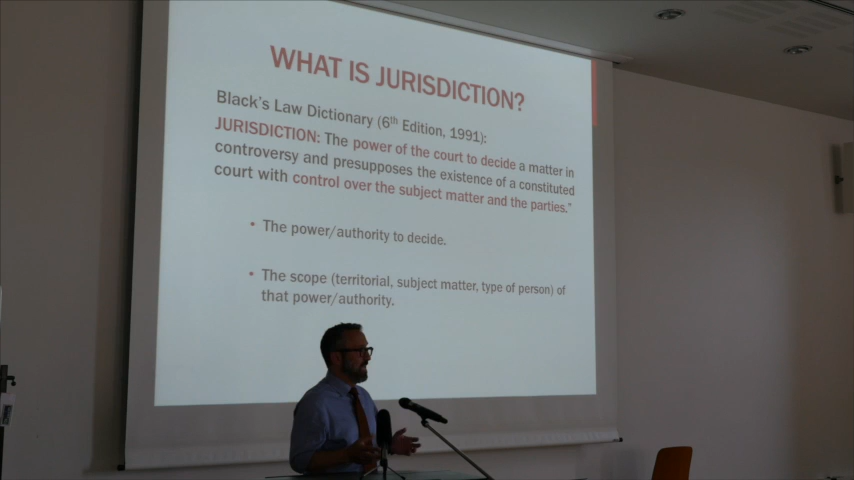 WHAT IS JURISDICTION?
Black's Law Dictionary (6th Edition, 1991):
JURISDICTION: The power of the court to decide a matter in
controversy and presupposes the existence of a constituted
court with control over the subject matter and the parties."
• The power/authority to decide.
• The scope (territorial, subject matter, type of person) of
that power/authority.